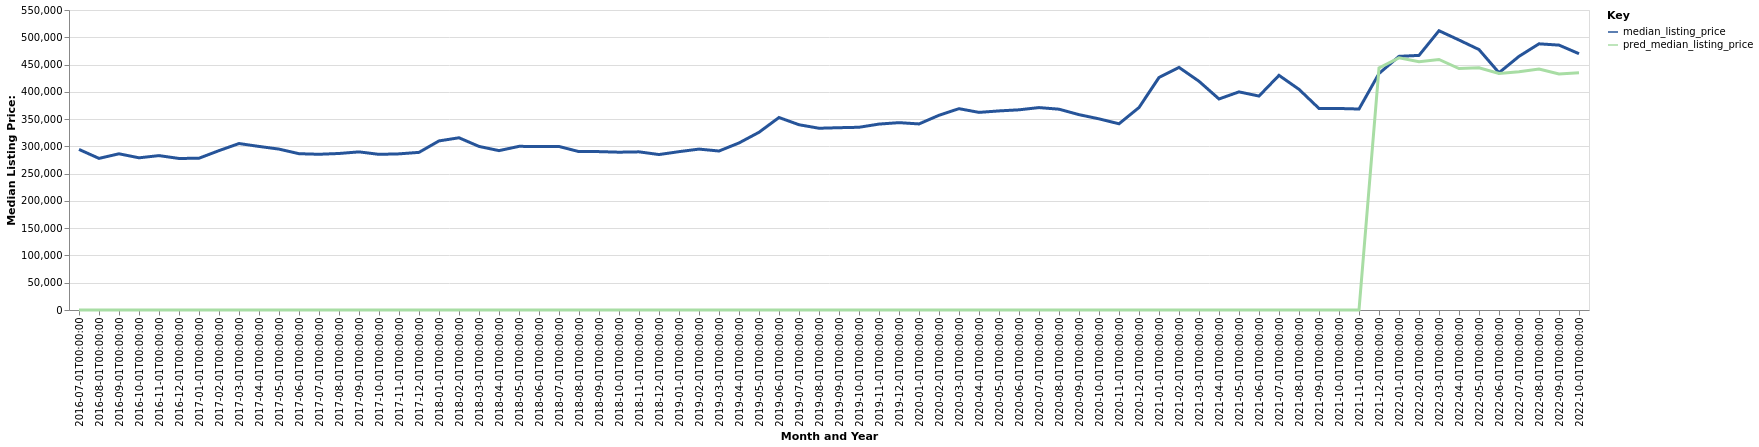 550,000
500,000
450,000
400,000
350,000
300,000
250,000
200,000
150,000
100,000
50,000
0
Median Listing Price:
2016-07-01T00:00:00
2016-08-01T00:00:00
2016-09-01T00:00:00
2016-10-01T00:00:00
2016-11-01T00:00:00
2016-12-01T00:00:00
2017-01-01T00:00:00
2017-02-01T00:00:00
2017-03-01T00:00:00
2017-04-01T00:00:00
2017-05-01T00:00:00
2017-06-01T00:00:00
2017-07-01T00:00:00
2017-08-01T00:00:00
2017-09-01T00:00:00
2017-10-01T00:00:00
2017-11-01T00:00:00
2017-12-01T00:00:00
2018-01-01T00:00:00
2018-02-01T00:00:00
2018-03-01T00:00:00
2018-04-01T00:00:00
2018-05-01T00:00:00
2018-06-01T00:00:00
2018-07-01T00:00:00
2018-08-01T00:00:00
2018-09-01T00:00:00
2018-10-01T00:00:00
2018-11-01T00:00:00
2018-12-01T00:00:00
2019-01-01T00:00:00
2019-02-01T00:00:00
2019-03-01T00:00:00
2019-04-01T00:00:00
2019-05-01T00:00:00
2019-06-01T00:00:00
2019-07-01T00:00:00
2019-08-01T00:00:00
2019-09-01T00:00:00
2019-10-01T00:00:00
2019-11-01T00:00:00
2019-12-01T00:00:00
2020-01-01T00:00:00
2020-02-01T00:00:00
2020-03-01T00:00:00
2020-04-01T00:00:00
2020-05-01T00:00:00
2020-06-01T00:00:00
2020-07-01T00:00:00
2020-08-01T00:00:00
2020-09-01T00:00:00
2020-10-01T00:00:00
2020-11-01T00:00:00
2020-12-01T00:00:00
2021-01-01T00:00:00
2021-02-01T00:00:00
2021-03-01T00:00:00
2021-04-01T00:00:00
2021-05-01T00:00:00
2021-06-01T00:00:00
2021-07-01T00:00:00
2021-08-01T00:00:00
2021-09-01T00:00:00
2021-10-01T00:00:00
2021-11-01T00:00:00
2021-12-01T00:00:00
2022-01-01T00:00:00
2022-02-01T00:00:00
2022-03-01T00:00:00
2022-04-01T00:00:00
2022-05-01T00:00:00
2022-06-01T00:00:00
2022-07-01T00:00:00
2022-08-01T00:00:00
2022-09-01T00:00:00
2022-10-01T00:00:00
Month and Year
Key
median_listing_price
pred_median_listing_price